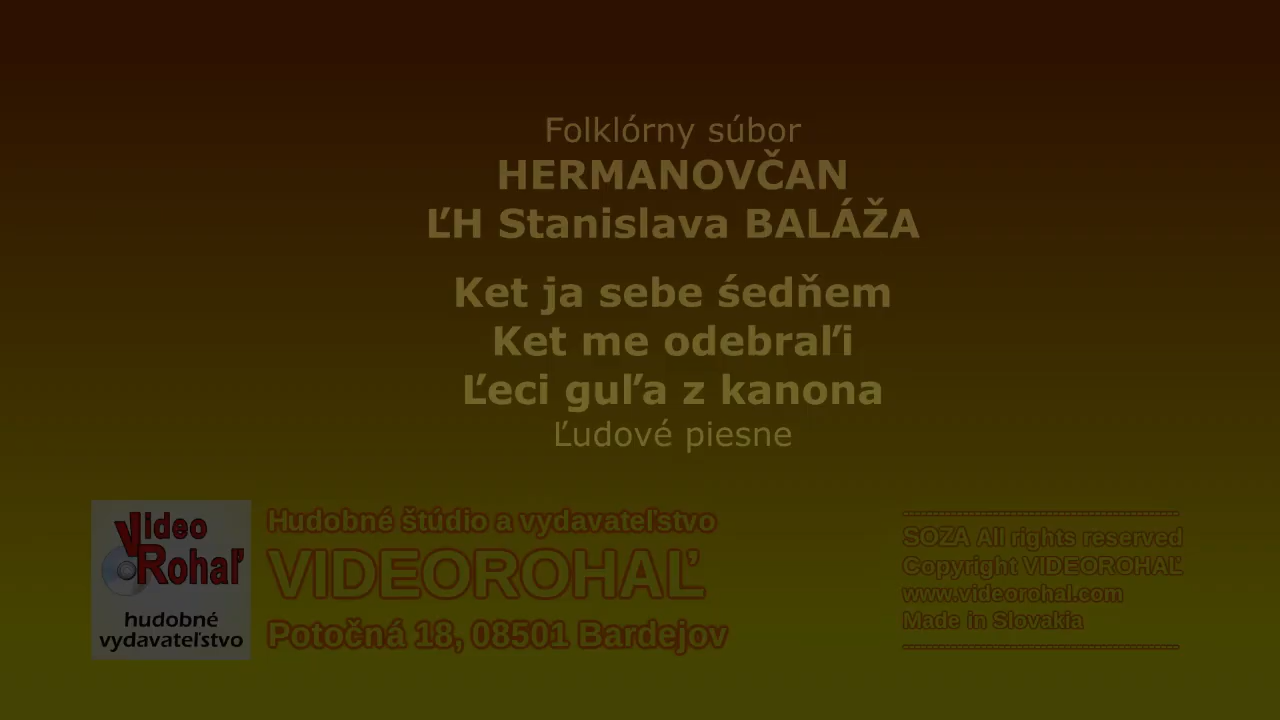 Folklórny súbor
HERMANOVČAN
ĽH Stanislava BALÁŽA
Ket ja sebe śedňem
Ket me odebraľi
Ľeci guľa z kanona
Ľudové piesne
Video
Rohaľ
hudobné
vydavateľstvo
Hudobné štúdio a vydavateľstvo
VIDEOROHAĽ
Potočná 18, 08501 Bardejov
SOZA All rights reserved
Copyright VIDEOROHAĽ
www.videorohal.com
Made in Slovakia